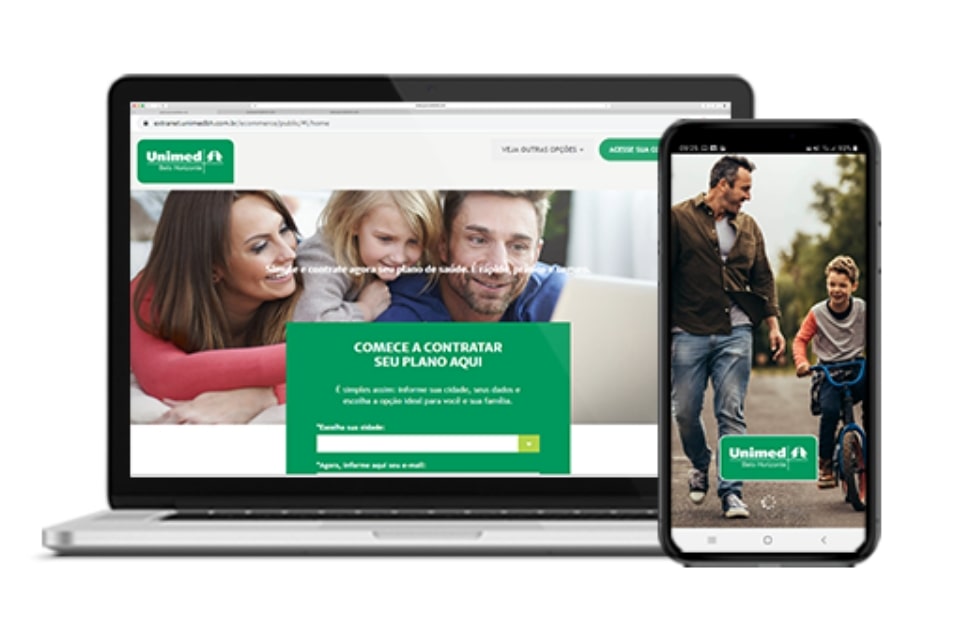 extranet.unimedbh.com.br/ecommerce/public/#!/home
Unimed
Belo Horizonte
VEJA OUTRAS OPÇÕES
ACESSE SUA
Simule e contrate agora seu plano de saúde. É rápido, prático e seguro.
COMECE A CONTRATAR
SEU PLANO AQUI
É simples assim: informe sua cidade, seus dados e
escolha a opção ideal para você e sua família.
*Escolha sua cidade:
*Agora, informe aqui seu e-mail:
09:25
Unimed
Belo Horizonte